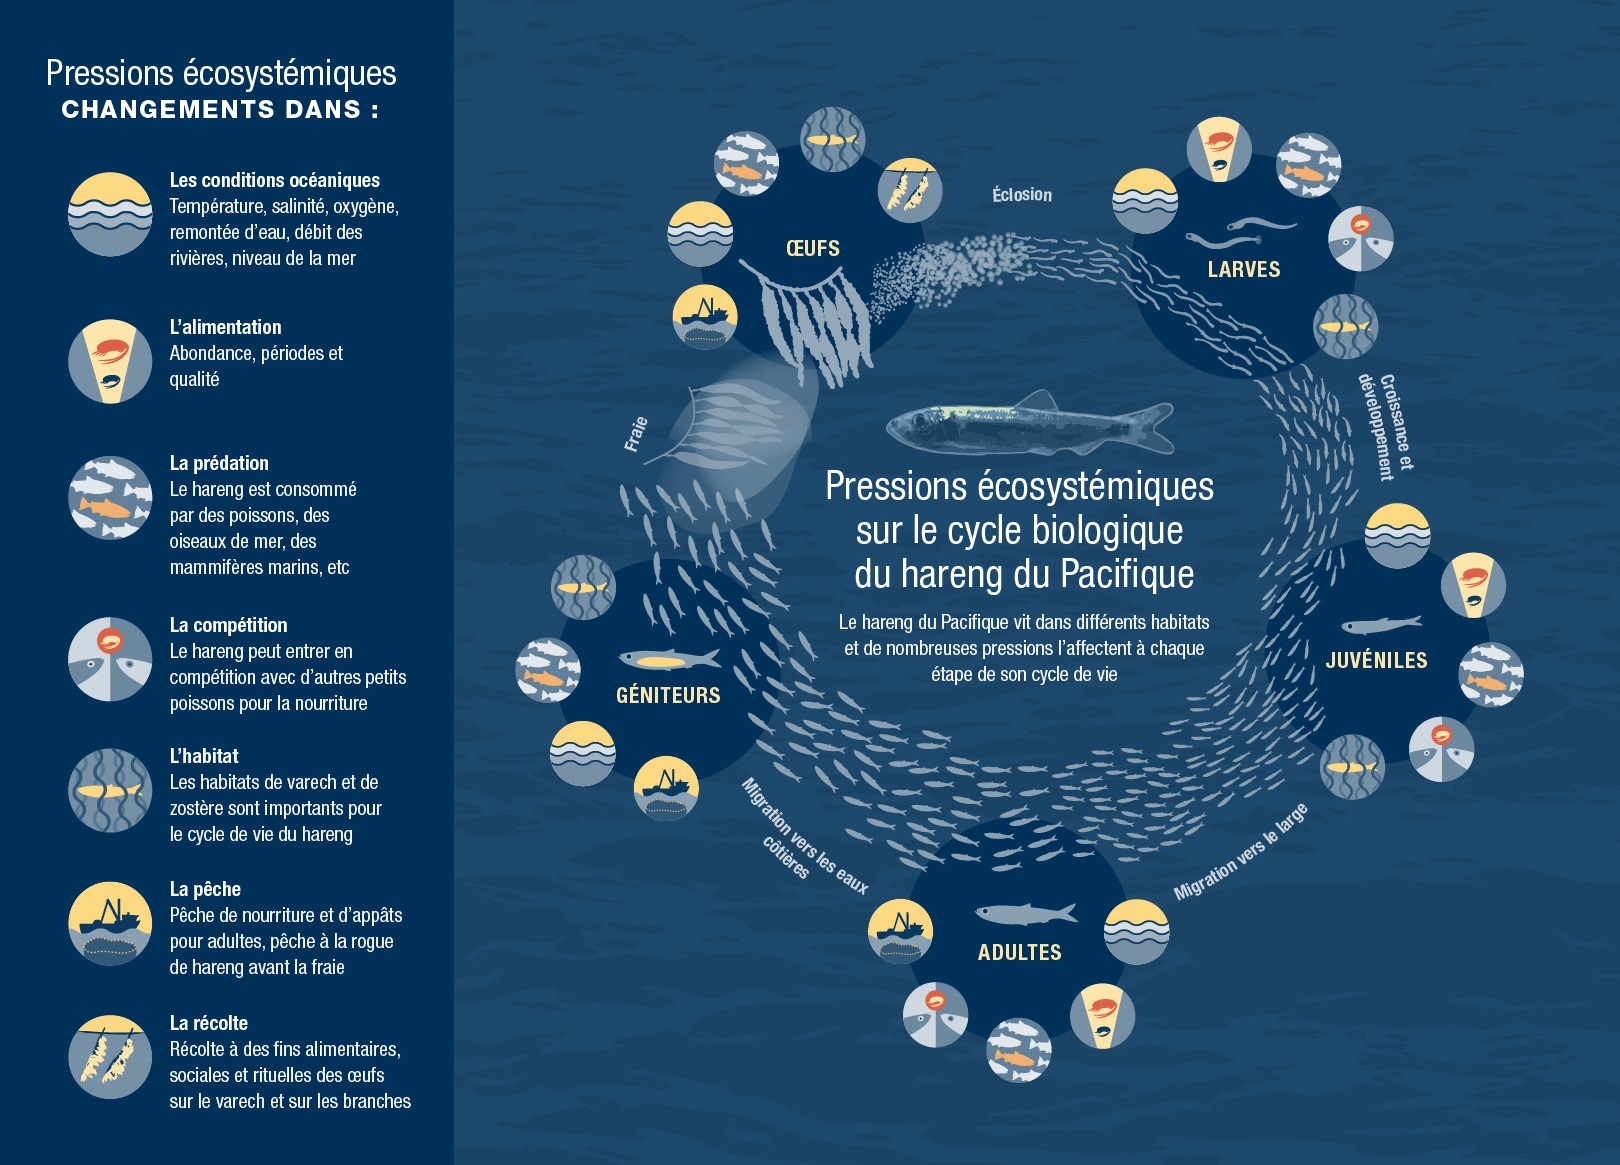 Pressions écosystémiques
CHANGEMENTS DANS :
Les conditions océaniques
Température, salinité, oxygène,
remontée d'eau, débit des
rivières, niveau de la mer
L'alimentation
Abondance, périodes et
qualité
La prédation
Le hareng est consommé
par des poissons, des
oiseaux de mer, des
mammifères marins, etc
La compétition
Le hareng peut entrer en
compétition avec d'autres petits
poissons pour la nourriture
L'habitat
Les habitats de varech et de
zostère sont importants pour
le cycle de vie du hareng
La pêche
Pêche de nourriture et d'appâts
pour adultes, pêche à la rogue
de hareng avant la fraie
La récolte
Récolte à des fins alimentaires,
sociales et rituelles des œufs
sur le varech et sur les branches
ŒUFS
Éclosion
LARVES
Croissance et
développement
JUVÉNILES
Migration vers le large
ADULTES
Migration vers les eaux
côtières
GÉNITEURS
Fraie
Pressions écosystémiques
sur le cycle biologique
du hareng du Pacifique
Le hareng du Pacifique vit dans différents habitats
et de nombreuses pressions l'affectent à chaque
étape de son cycle de vie